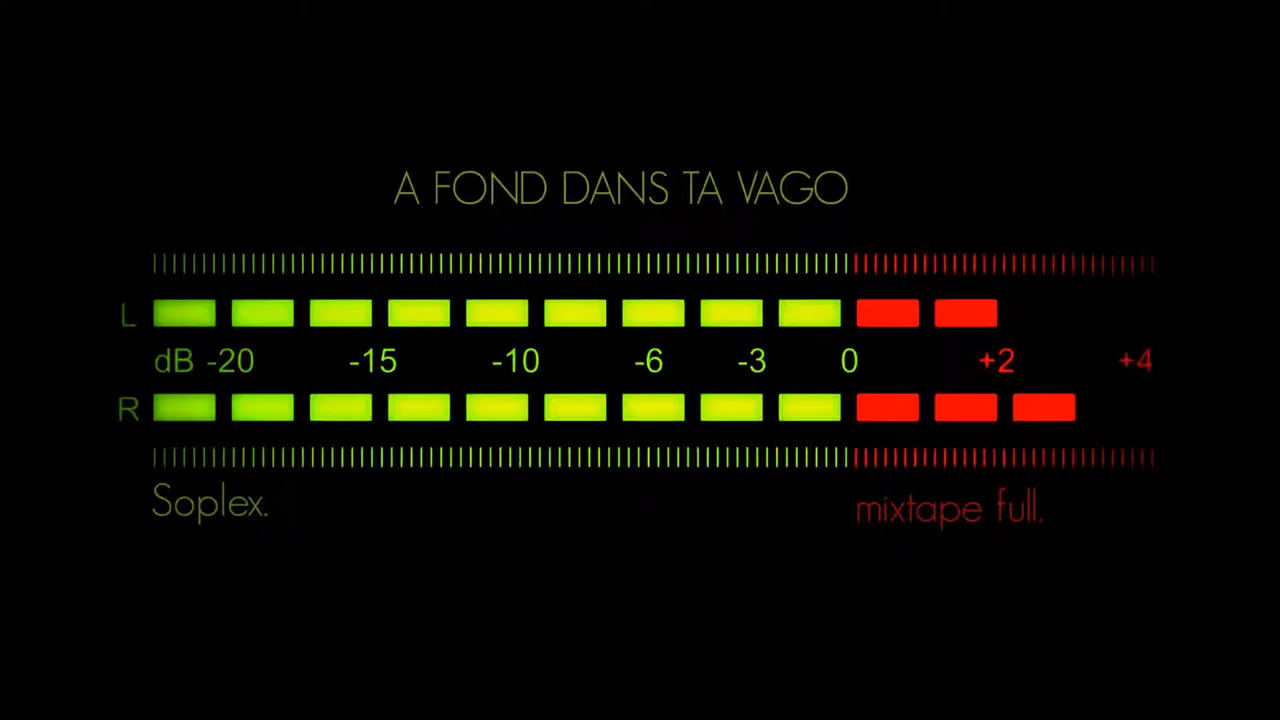 A FOND DANS TA VAGO
L
dB -20 -15 -10 -6 -3 0 +2 +4
R
Soplex. mixtape full.